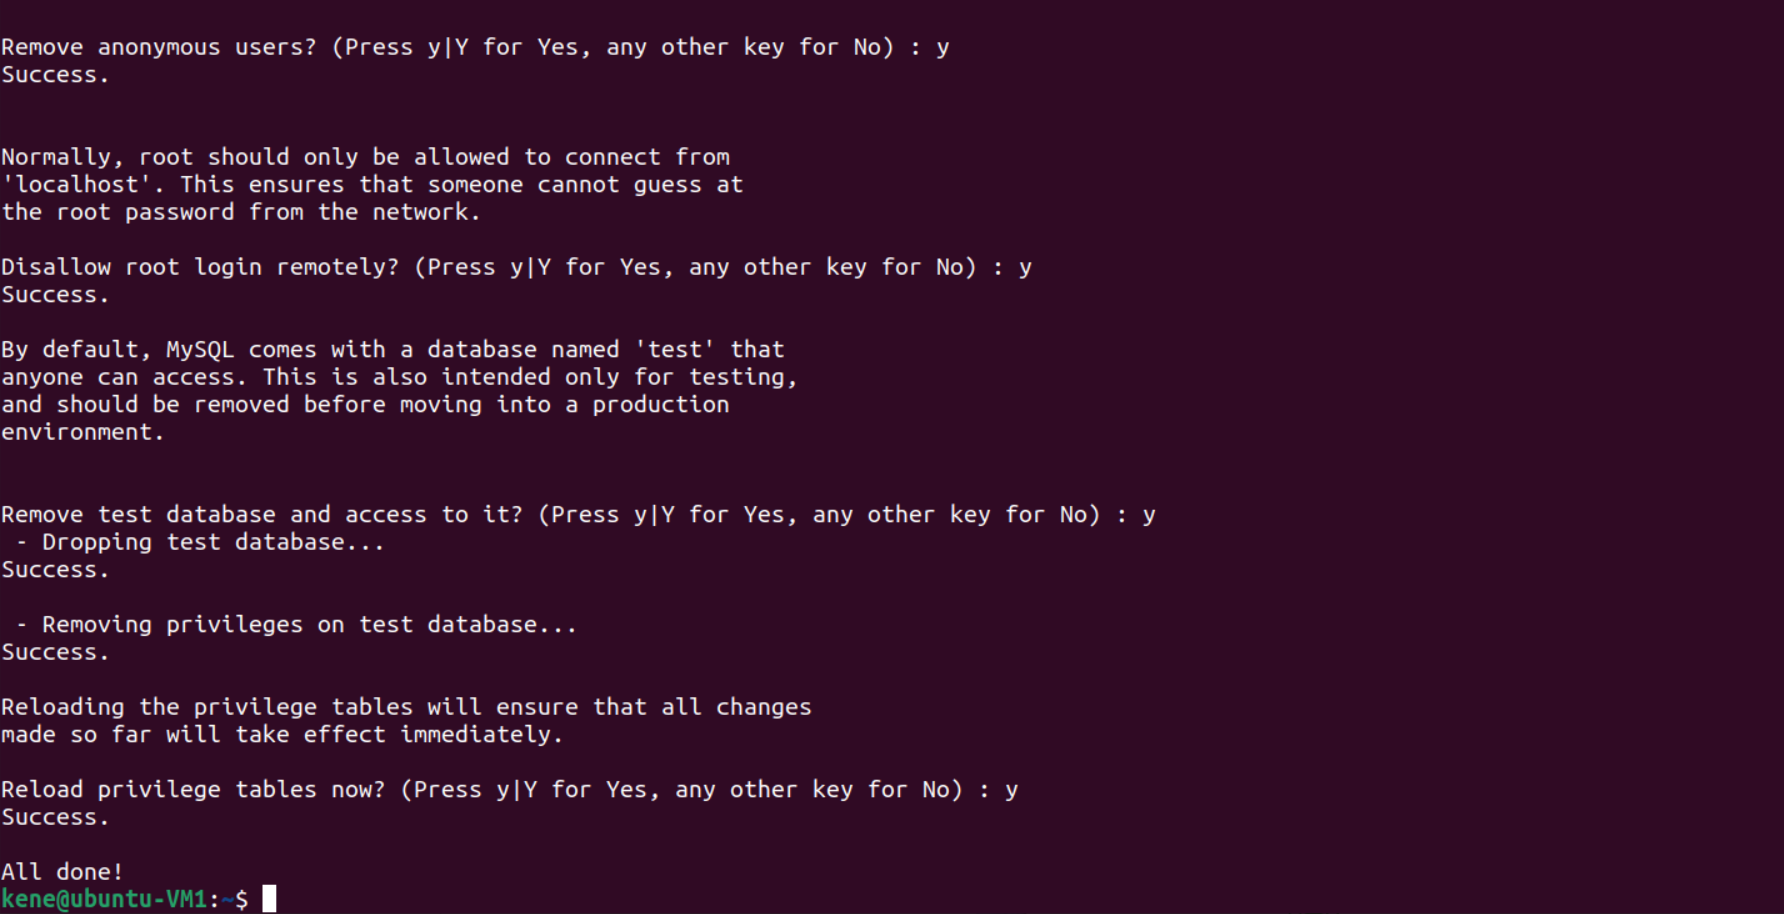 Remove anonymous users? (Press y|Y for Yes, any other key for No) : y
Success.
Normally, root should only be allowed to connect from
'localhost'. This ensures that someone cannot guess at
the root password from the network.
Disallow root login remotely? (Press y|Y for Yes, any other key for No) : y
Success.
By default, MySQL comes with a database named 'test' that
anyone can access. This is also intended only for testing,
and should be removed before moving into a production
environment.
Remove test database and access to it? (Press y|Y for Yes, any other key for No) : y
 - Dropping test database...
Success.
 - Removing privileges on test database...
Success.
Reloading the privilege tables will ensure that all changes
made so far will take effect immediately.
Reload privilege tables now? (Press y|Y for Yes, any other key for No) : y
Success.
All done!
kene@ubuntu-VM1:~$